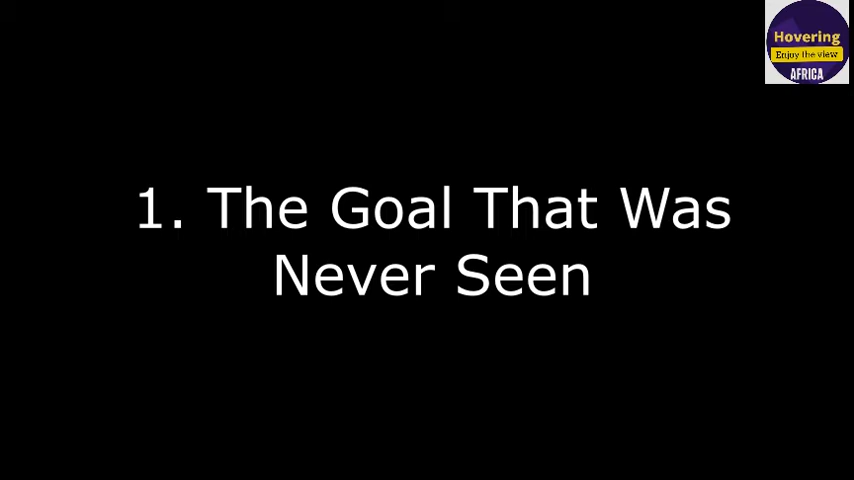 Hovering
Enjoy the view
AFRICA
1. The Goal That Was
Never Seen